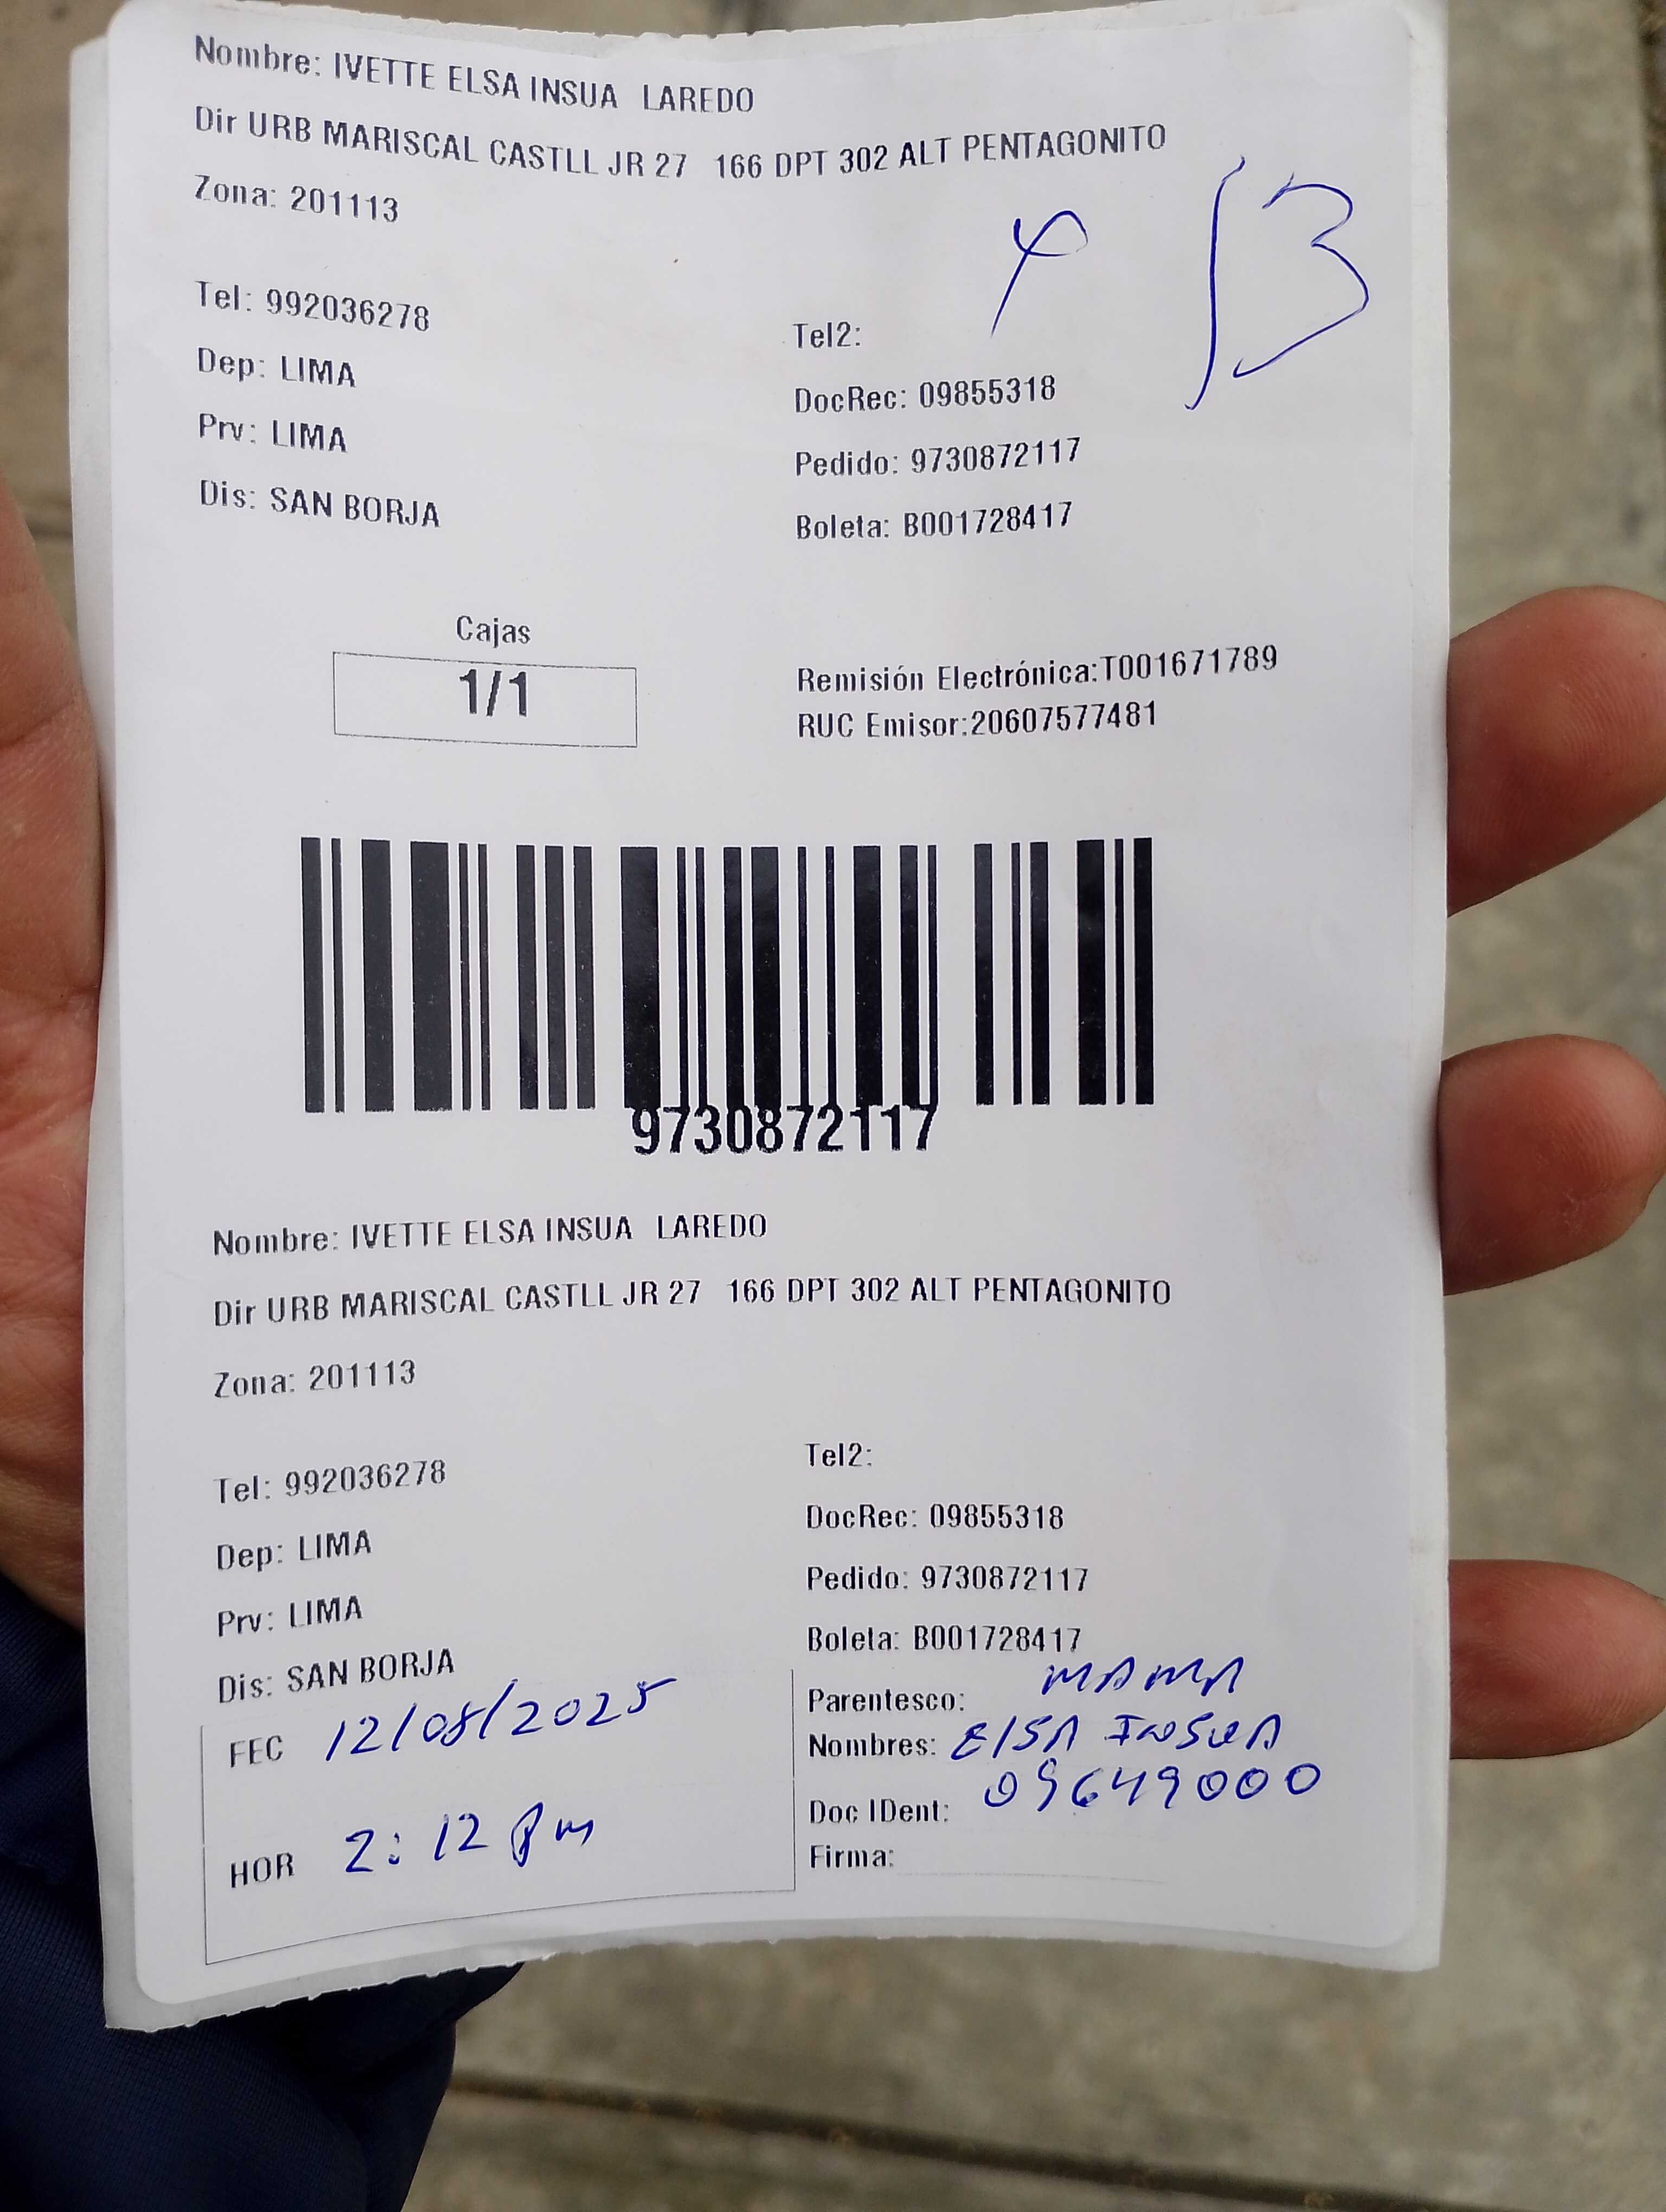 Nombre: IVETTE ELSA INSUA LAREDO
Dir URB MARISCAL CASTLL JR 27 166 DPT 302 ALT PENTAGONITO
Zona: 201113
Tel: 992036278
Tel2:
Dep: LIMA
DocRec: 09855318
Prv: LIMA
Pedido: 9730872117
Dis: SAN BORJA
Boleta: B001728417
Cajas
1/1
Remisión Electrónica:T001671789
RUC Emisor:20607577481
9730872117
Nombre: IVETTE ELSA INSUA LAREDO
Dir URB MARISCAL CASTLL JR 27 166 DPT 302 ALT PENTAGONITO
Zona: 201113
Tel: 992036278
Tel2:
Dep: LIMA
DocRec: 09855318
Prv: LIMA
Pedido: 9730872117
Dis: SAN BORJA
Boleta: B001728417
FEC 12/08/2025
HOR 2:12 pm
Parentesco: MAMA
Nombres: ElSA INSUA
Doc IDent: 09649000
Firma: